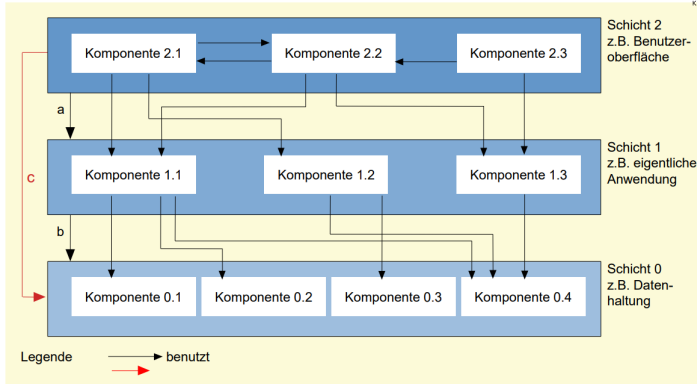 K
Schicht 2
z.B. Benutzer-
oberfläche
Komponente 2.1
Komponente 2.2
Komponente 2.3
a
Schicht 1
z.B. eigentliche
Anwendung
Komponente 1.1
Komponente 1.2
Komponente 1.3
c
b
Schicht 0
z.B. Daten-
haltung
Komponente 0.1
Komponente 0.2
Komponente 0.3
Komponente 0.4
Legende
benutzt